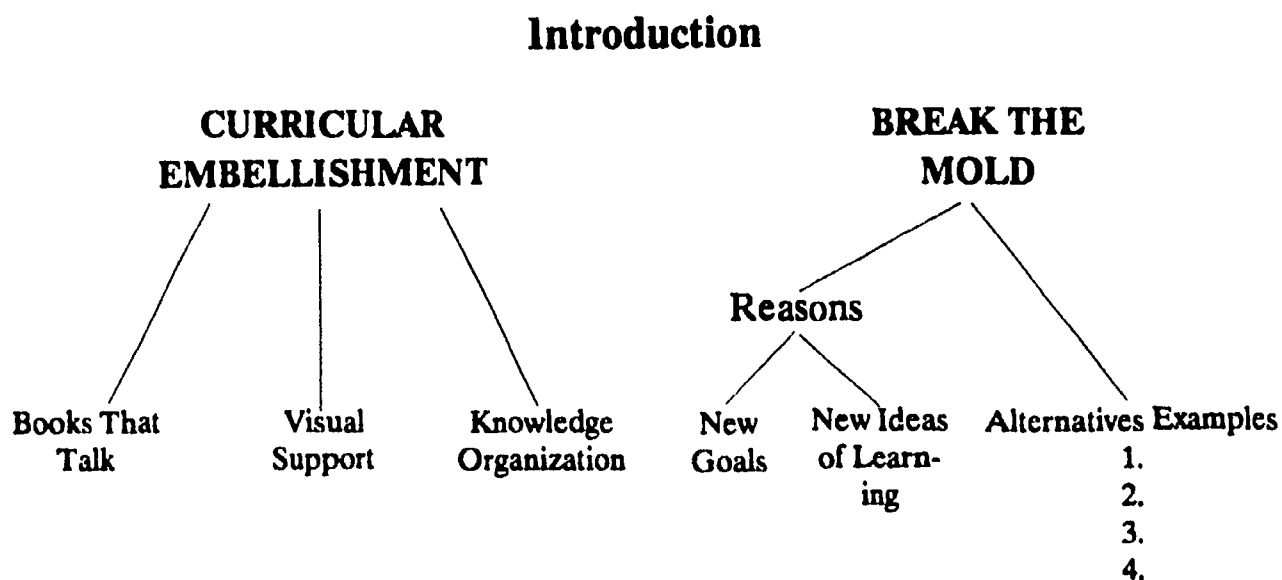 Introduction
CURRICULAR
EMBELLISHMENT
BREAK THE
MOLD
Reasons
Books That
Talk
Visual
Support
Knowledge
Organization
New
Goals
New Ideas
of Learn-
ing
Alternatives Examples
1.
2.
3.
4.